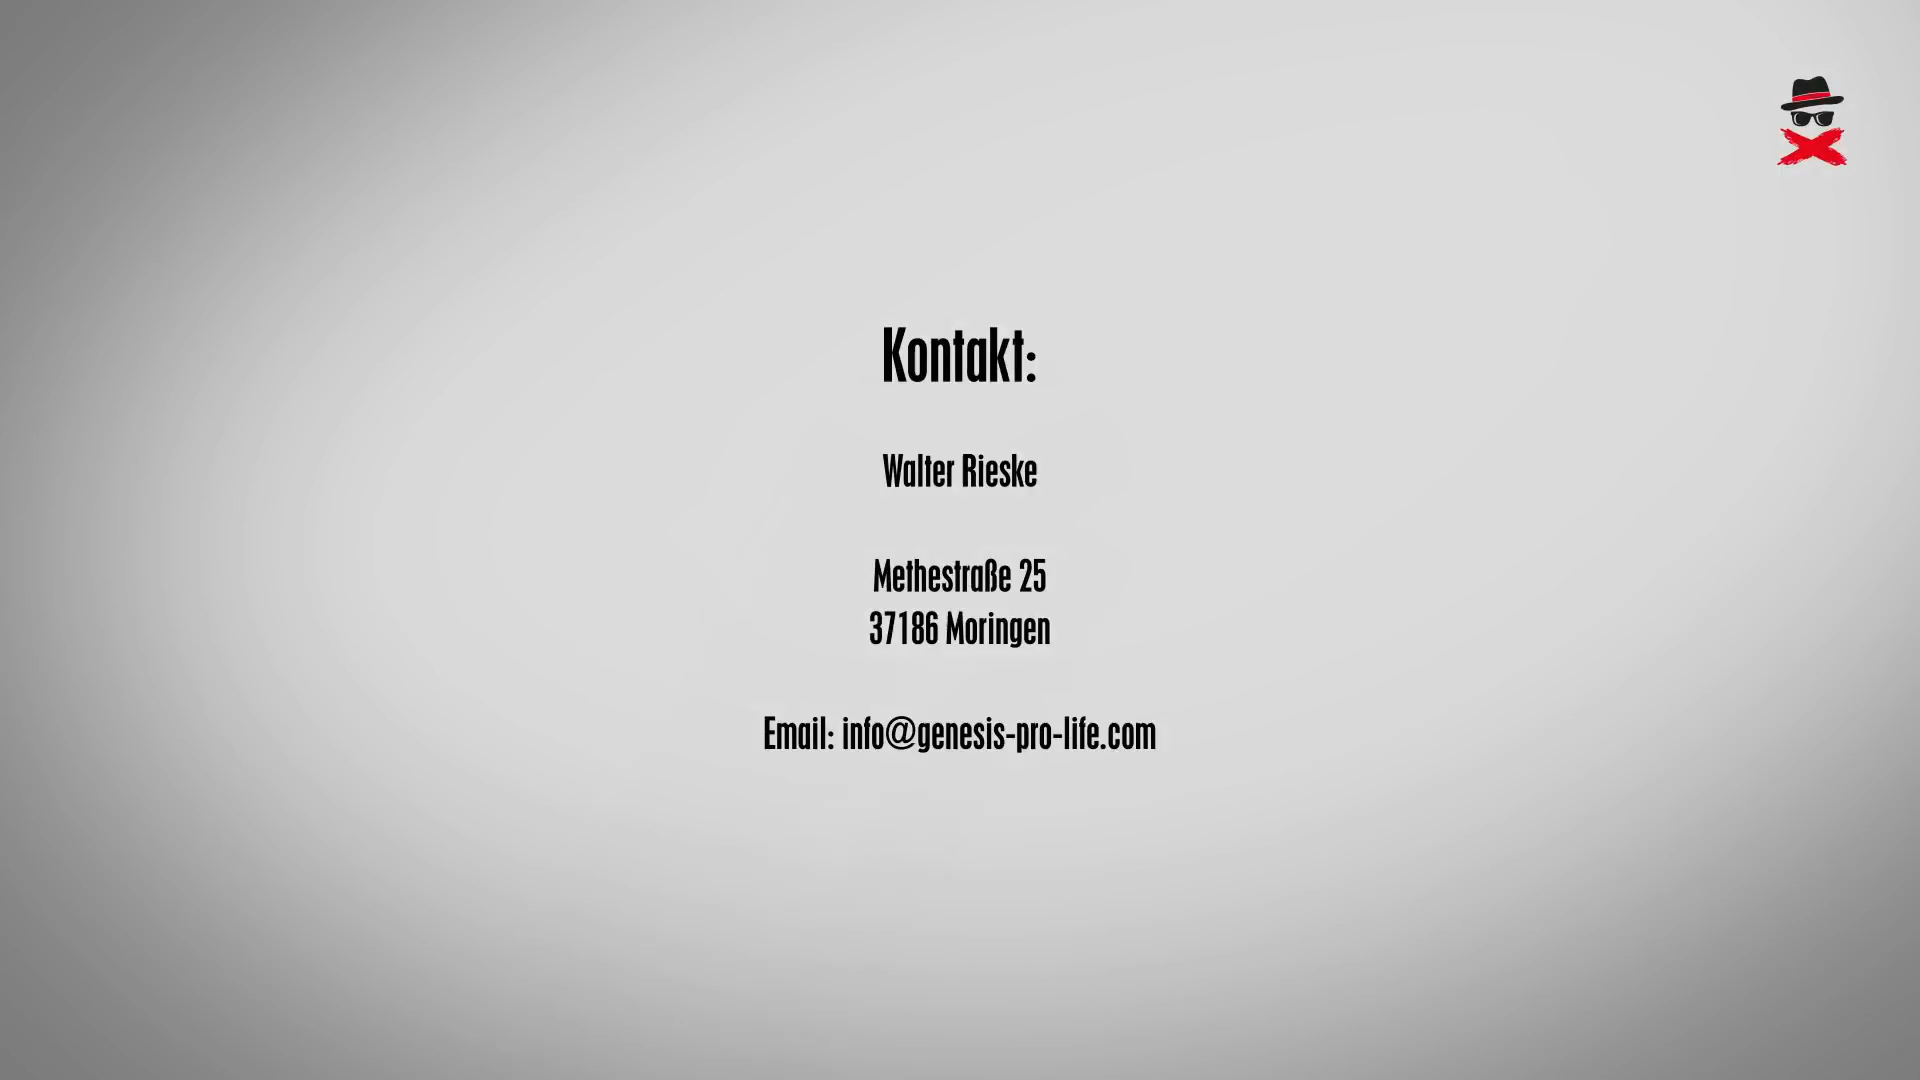 Kontakt:
Walter Rieske
Methestraße 25
37186 Moringen
Email: info@genesis-pro-life.com